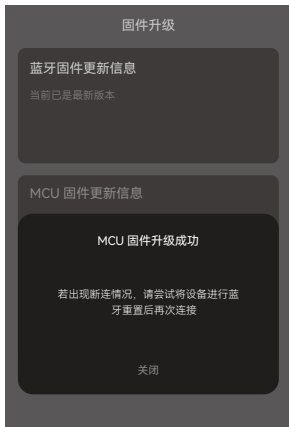 固件升级
蓝牙固件更新信息
当前已是最新版本
MCU 固件更新信息
MCU 固件升级成功
若出现断连情况，请尝试将设备进行蓝
牙重置后再次连接
关闭